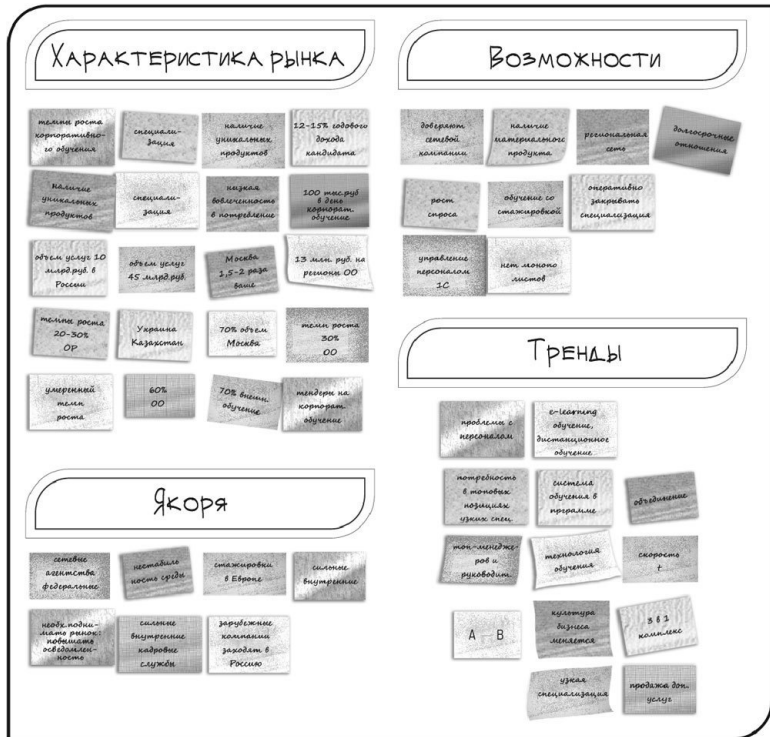 Характеристика рынка
темпы роста
корпоративно-
го обучения
специали-
зация
наличие
уникальных
продуктов
12-15% годового
дохода
кандидата
наличие
уникальных
продуктов
специали-
зация
низкая
вовлеченность
в потребление
100 тыс.руб
в день
корпорат.
обучение
объем услуг 10
млрд.руб. в
России
объем услуг
45 млрд.руб.
Москва
1,5-2 раза
выше
13 млн. руб. на
регионы ОО
темпы роста
20-30%
ОР
Украина
Казахстан
70% объем
Москва
темп роста
30%
ОО
умеренный
темп
роста
60%
ОО
70% внешн.
обучение
тендеры на
корпорат.
обучение
Якоря
сетевые
агентства
федеральные
нестабиль
ность среды
стажировки
в Европе
сильные
внутренние
необх.подни-
мать рынок:
повышать
осведомлен-
ность
сильные
внутренние
кадровые
службы
зарубежные
компании
заходят в
Россию
Возможности
доверяют
сетевой
компании
наличие
материального
продукта
региональная
сеть
долгосрочные
отношения
рост
спроса
обучение со
стажировкой
оперативно
закрывать
специализация
управление
персоналом
1С
нет монопо
листов
Тренды
проблемы с
персоналом
e-learning
обучение,
дистанционное
обучение
потребность
в топовых
позициях
узких спец.
система
обучения в
прграмме
объединение
топ-менедже-
ров и
руководит.
технология
обучения
скорость
t
А В
культура
бизнеса
меняется
3 в 1
комплекс
узкая
специализация
продажа доп.
услуг